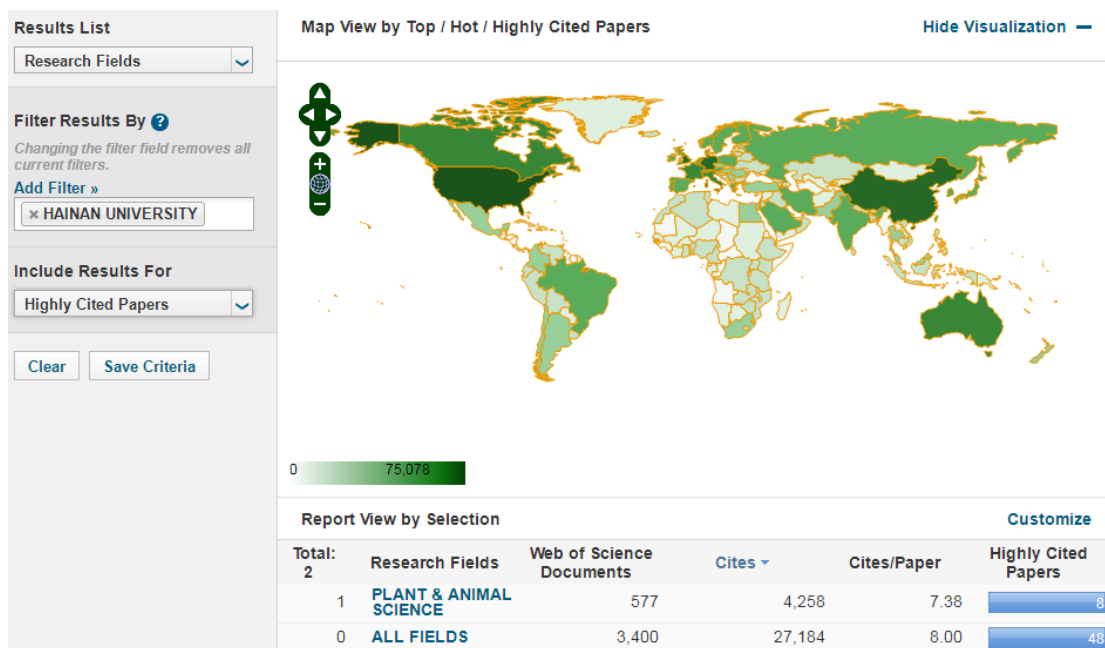 Results List
Research Fields
Filter Results By ?
Changing the filter field removes all
current filters.
Add Filter »
× HAINAN UNIVERSITY
Include Results For
Highly Cited Papers
Clear Save Criteria
Map View by Top / Hot / Highly Cited Papers Hide Visualization
0 75,078
Report View by Selection Customize
Total:
2 Research Fields Web of Science
Documents Cites Cites/Paper Highly Cited
Papers
1 PLANT & ANIMAL
SCIENCE 577 4,258 7.38 8
0 ALL FIELDS 3,400 27,184 8.00 48